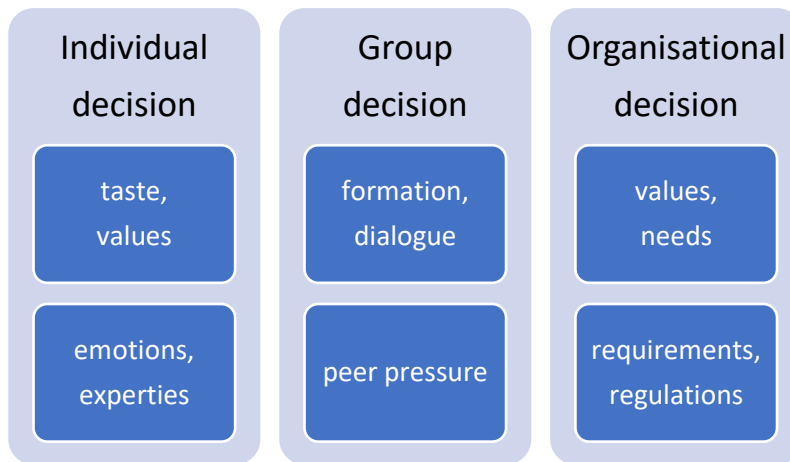 Individual
decision
taste,
values
emotions,
experties
Group
decision
formation,
dialogue
peer pressure
Organisational
decision
values,
needs
requirements,
regulations